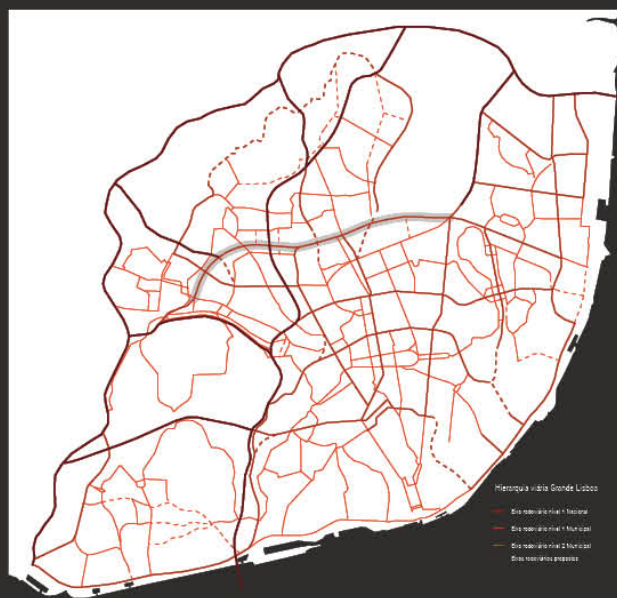 Hierarquia viária Grande Lisboa
Eixo rodoviário nível 1 Nacional
Eixo rodoviário nível 1 Municipal
Eixo rodoviário nível 2 Municipal
Eixos rodoviários propostos